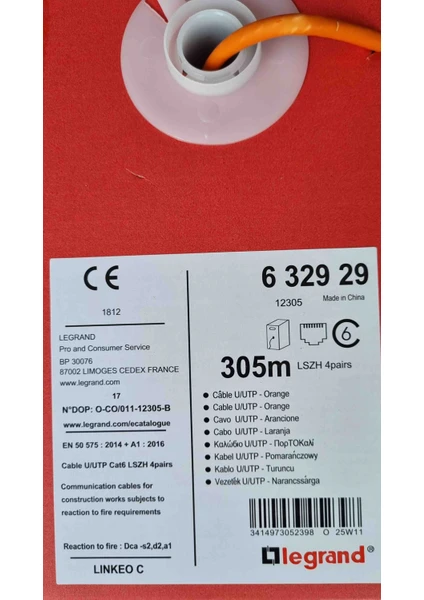 CE
1812
LEGRAND
Pro and Consumer Service
BP 30076
87002 LIMOGES CEDEX FRANCE
www.legrand.com
17
N°DOP: O-CO/011-12305-B
www.legrand.com/ecatalogue
EN 50 575 : 2014 + A1 : 2016
Cable U/UTP Cat6 LSZH 4pairs
Communication cables for
construction works subjects to
reaction to fire requirements
Reaction to fire : Dca -s2,d2,a1
LINKEO C
6 329 29
12305 Made in China
C6
305m LSZH 4pairs
• Câble U/UTP - Orange
• Cable U/UTP - Orange
• Cavo U/UTP - Arancione
• Cabo U/UTP - Laranja
• Καλώδιο U/UTP - ΠορΤΟΚαλί
• Kabel U/UTP - Pomarańczowy
• Kablo U/UTP - Turuncu
• Vezeték U/UTP - Narancssárga
3414973052398 O 25W11
legrand®